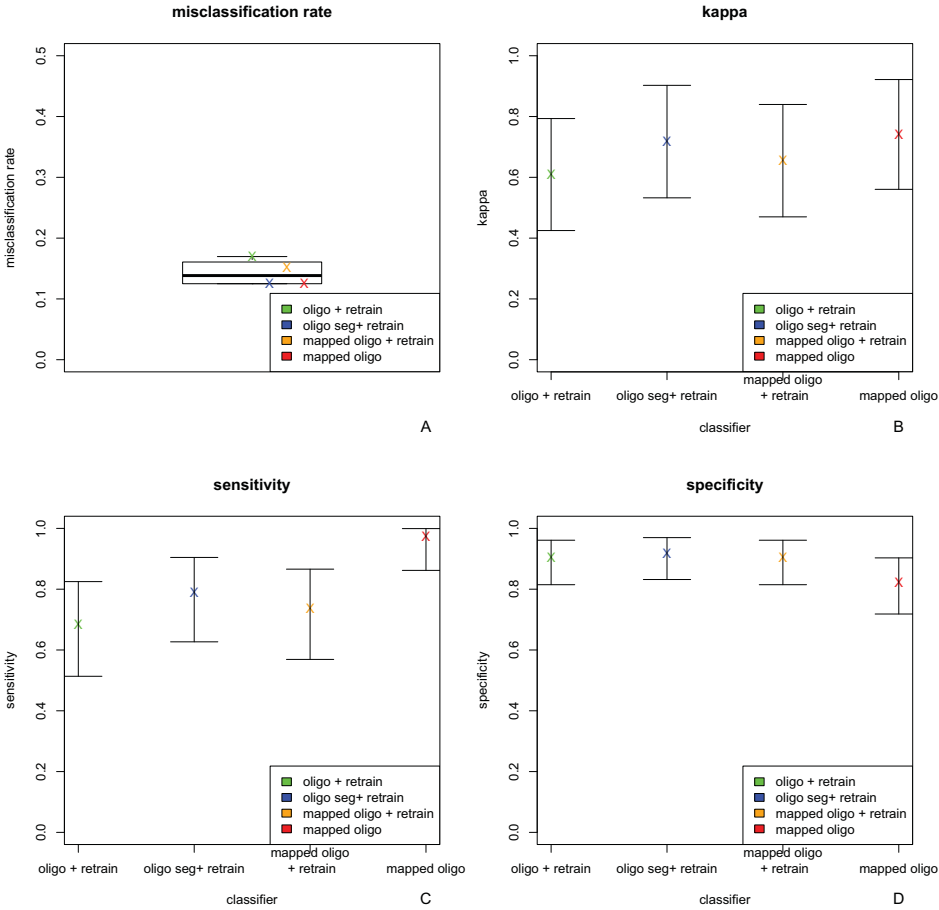 misclassification rate
misclassification rate
0.0
0.1
0.2
0.3
0.4
0.5
oligo + retrain
oligo seg+ retrain
mapped oligo + retrain
mapped oligo
A
kappa
kappa
0.0
0.2
0.4
0.6
0.8
1.0
oligo + retrain
oligo seg+ retrain
mapped oligo + retrain
mapped oligo
oligo + retrain
oligo seg+ retrain
mapped oligo
+ retrain
mapped oligo
classifier
B
sensitivity
sensitivity
0.0
0.2
0.4
0.6
0.8
1.0
oligo + retrain
oligo seg+ retrain
mapped oligo + retrain
mapped oligo
oligo + retrain
oligo seg+ retrain
mapped oligo
+ retrain
mapped oligo
classifier
C
specificity
specificity
0.0
0.2
0.4
0.6
0.8
1.0
oligo + retrain
oligo seg+ retrain
mapped oligo + retrain
mapped oligo
oligo + retrain
oligo seg+ retrain
mapped oligo
+ retrain
mapped oligo
classifier
D